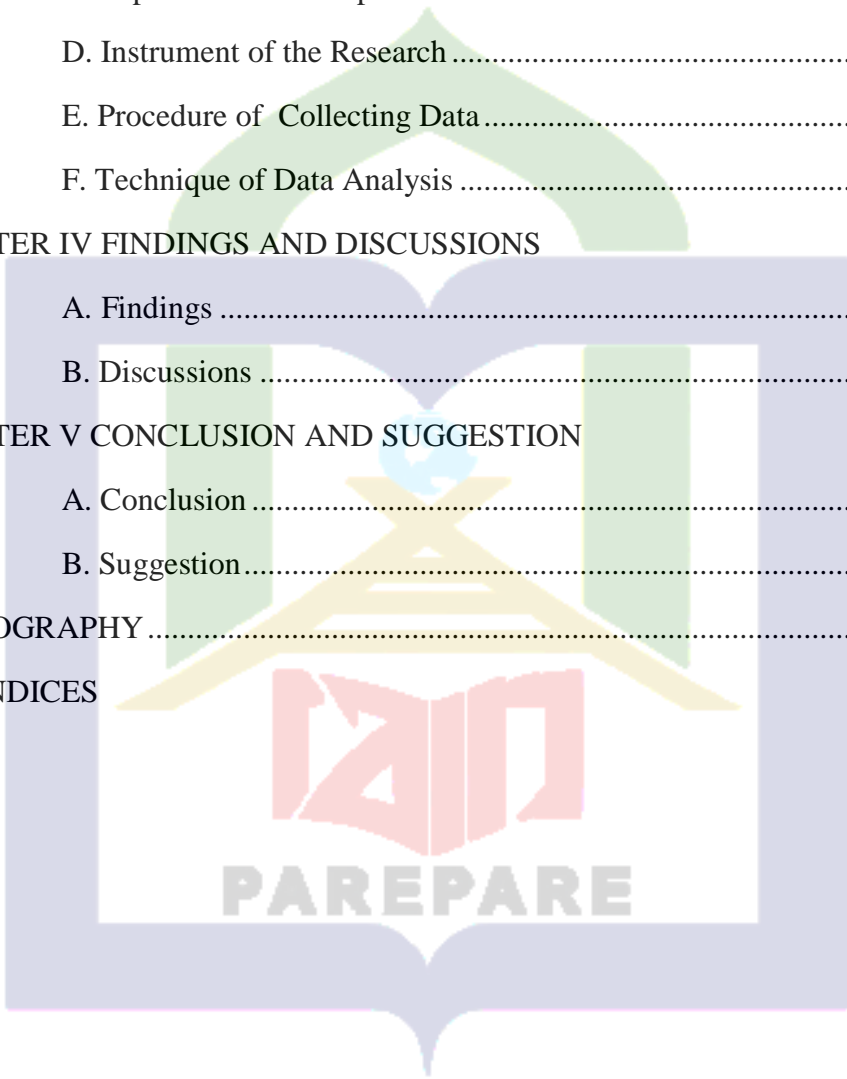 D. Instrument of the Research ......................................................
E. Procedure of Collecting Data ..................................................
F. Technique of Data Analysis .....................................................
TER IV FINDINGS AND DISCUSSIONS
A. Findings ...................................................................................
B. Discussions ..............................................................................
TER V CONCLUSION AND SUGGESTION
A. Conclusion ...............................................................................
B. Suggestion ................................................................................
OGRAPHY ..........................................................................................
NDICES
IAIN
PAREPARE